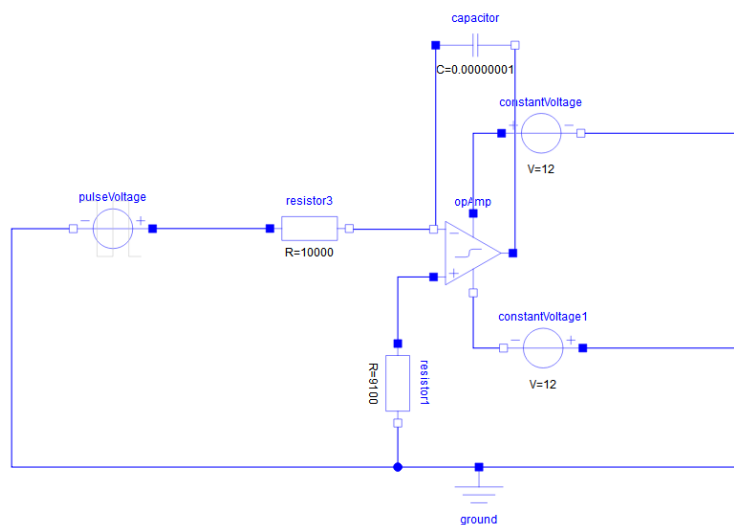 capacitor
C=0.00000001
constantVoltage
+ −
V=12
pulseVoltage
− +
resistor3
R=10000
opAmp
−
+
constantVoltage1
− +
V=12
R=9100
resistor1
ground